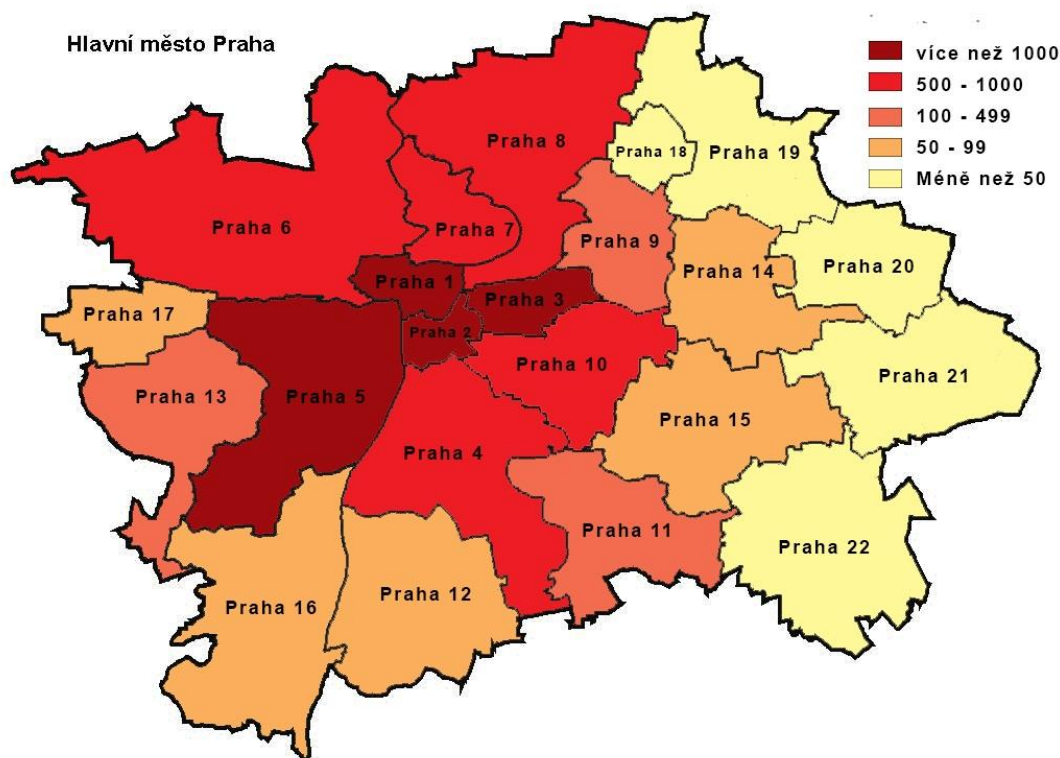 Hlavní město Praha
více než 1000
500 - 1000
100 - 499
50 - 99
Méně než 50
Praha 8
Praha 18
Praha 19
Praha 6
Praha 7
Praha 9
Praha 20
Praha 14
Praha 1
Praha 3
Praha 17
Praha 2
Praha 10
Praha 21
Praha 13
Praha 5
Praha 15
Praha 4
Praha 11
Praha 22
Praha 12
Praha 16